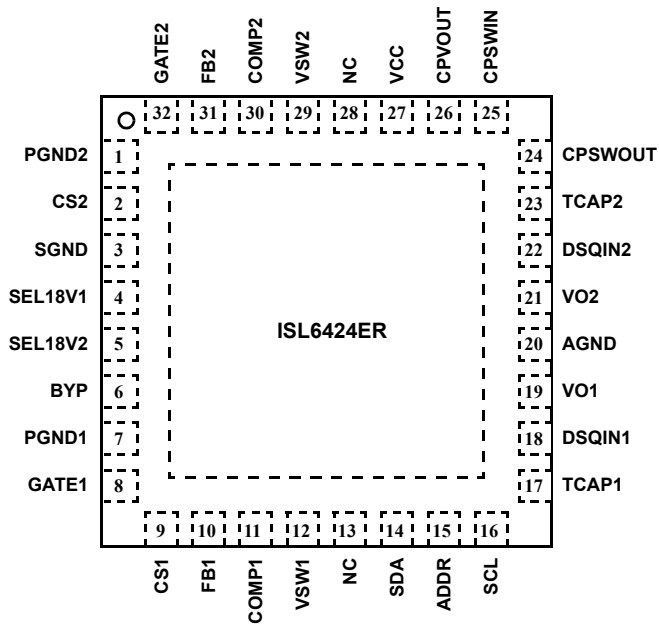 GATE2
FB2
COMP2
VSW2
NC
VCC
CPVOUT
CPSWIN
32
31
30
29
28
27
26
25
PGND2
1
24
CPSWOUT
CS2
2
23
TCAP2
SGND
3
22
DSQIN2
SEL18V1
4
21
VO2
ISL6424ER
SEL18V2
5
20
AGND
BYP
6
19
VO1
PGND1
7
18
DSQIN1
GATE1
8
17
TCAP1
9
10
11
12
13
14
15
16
CS1
FB1
COMP1
VSW1
NC
SDA
ADDR
SCL